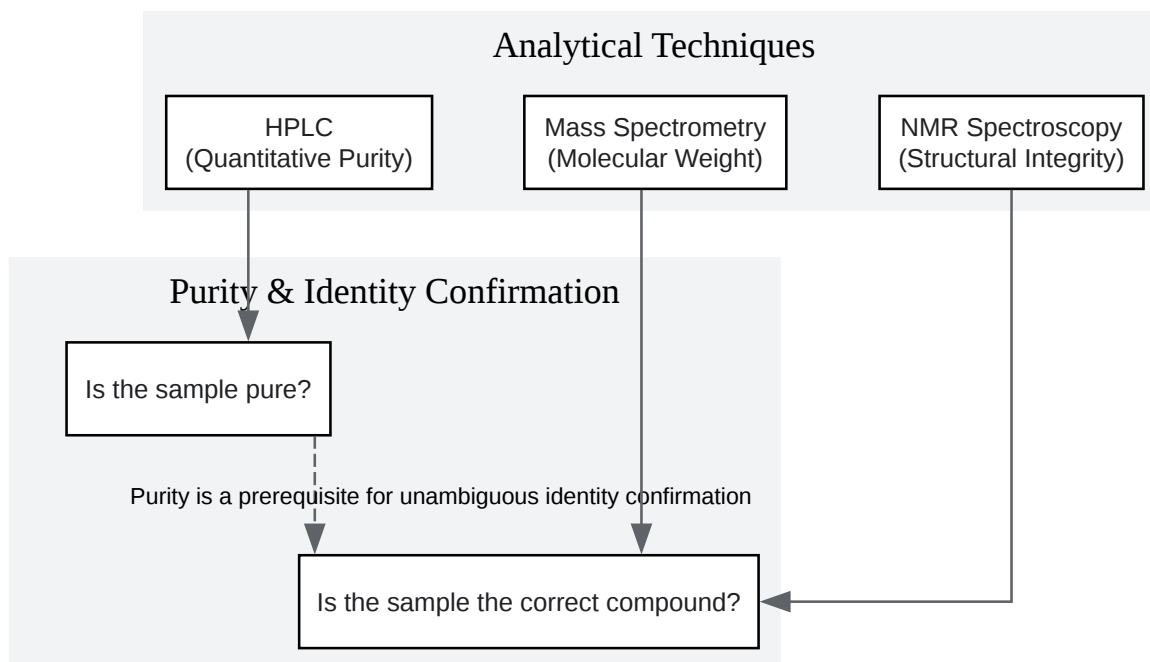 Analytical Techniques
HPLC
(Quantitative Purity)
Mass Spectrometry
(Molecular Weight)
NMR Spectroscopy
(Structural Integrity)
Purity & Identity Confirmation
Is the sample pure?
Purity is a prerequisite for unambiguous identity confirmation
Is the sample the correct compound?